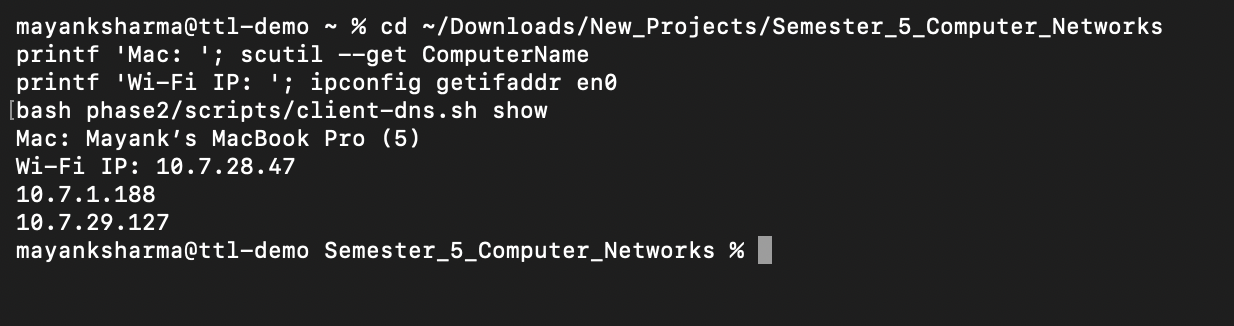 mayanksharma@ttl-demo ~ % cd ~/Downloads/New_Projects/Semester_5_Computer_Networks
printf 'Mac: '; scutil --get ComputerName
printf 'Wi-Fi IP: '; ipconfig getifaddr en0
[bash phase2/scripts/client-dns.sh show
Mac: Mayank’s MacBook Pro (5)
Wi-Fi IP: 10.7.28.47
10.7.1.188
10.7.29.127
mayanksharma@ttl-demo Semester_5_Computer_Networks %